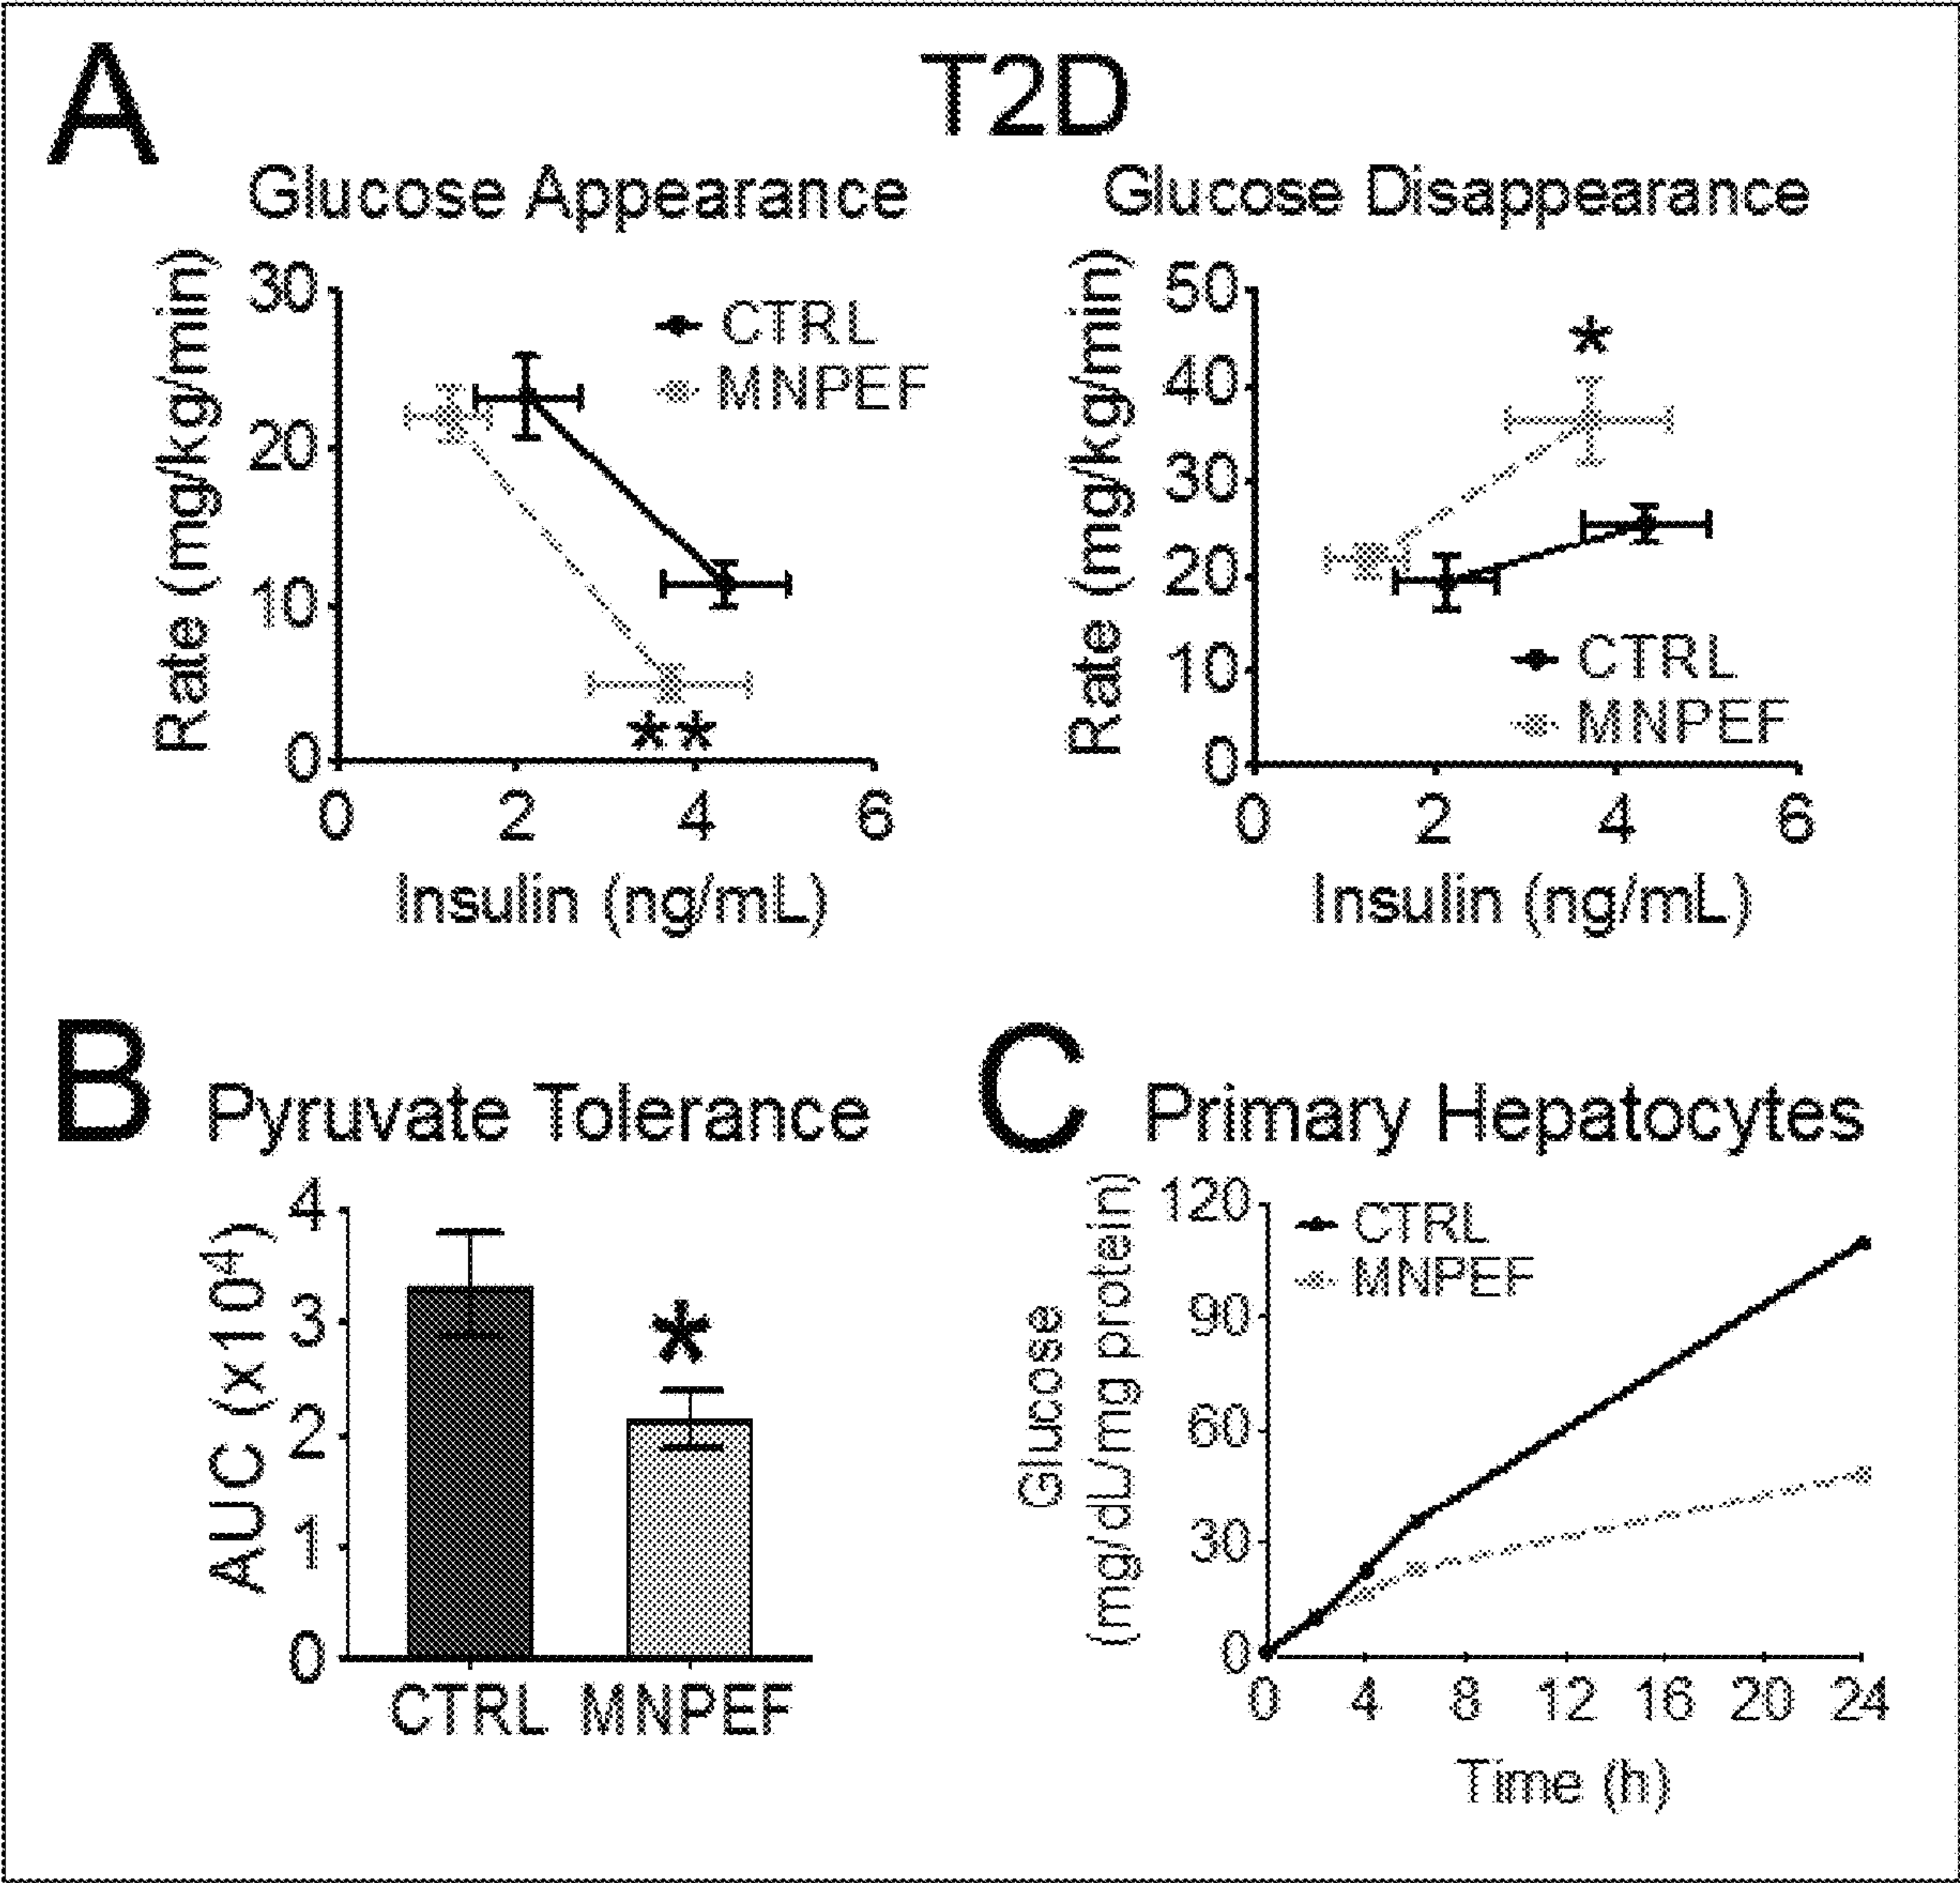 A
T2D
Glucose Appearance
Rate (mg/kg/min)
30
20
10
0
CTRL
MNPEF
**
0 2 4 6
Insulin (ng/mL)
Glucose Disappearance
Rate (mg/kg/min)
50
40
30
20
10
0
*
CTRL
MNPEF
0 2 4 6
Insulin (ng/mL)
B
Pyruvate Tolerance
AUC (x10⁴)
4
3
2
1
0
*
CTRL MNPEF
C
Primary Hepatocytes
Glucose
(mg/dL/mg protein)
120
90
60
30
0
CTRL
MNPEF
0 4 8 12 16 20 24
Time (h)